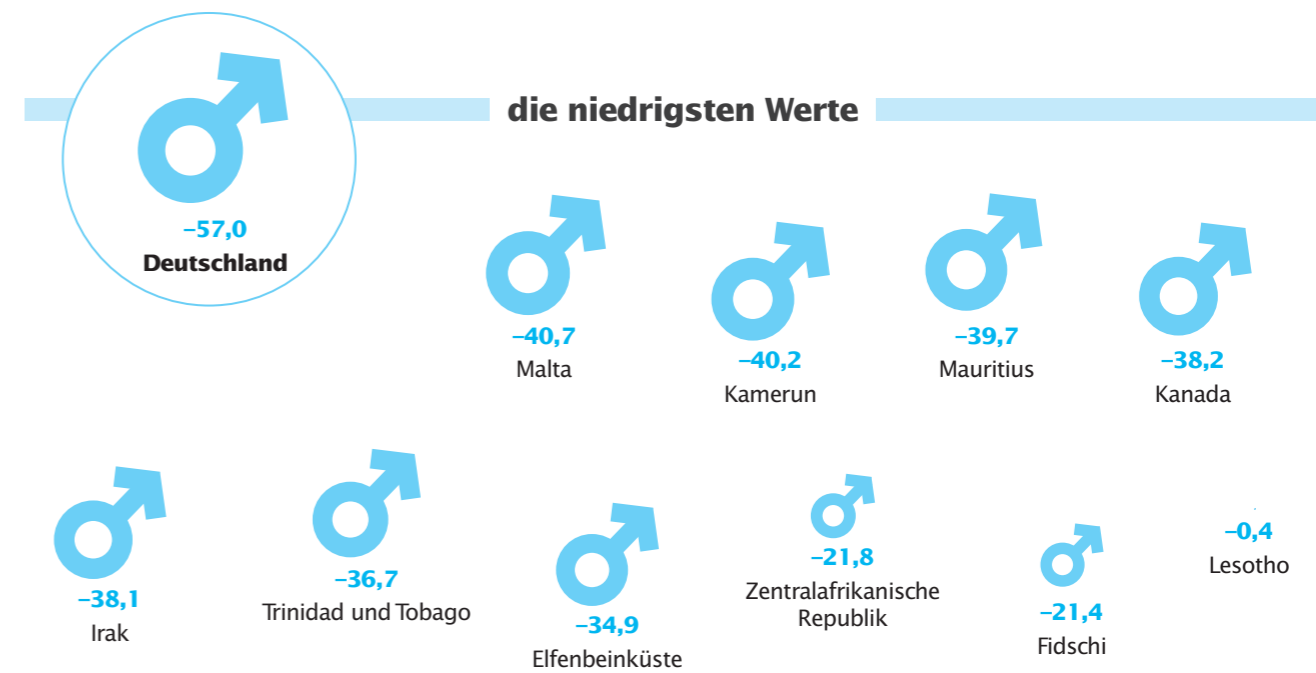 die niedrigsten Werte
–57,0
Deutschland
–40,7
Malta
–40,2
Kamerun
–39,7
Mauritius
–38,2
Kanada
–38,1
Irak
–36,7
Trinidad und Tobago
–34,9
Elfenbeinküste
–21,8
Zentralafrikanische
Republik
–21,4
Fidschi
–0,4
Lesotho